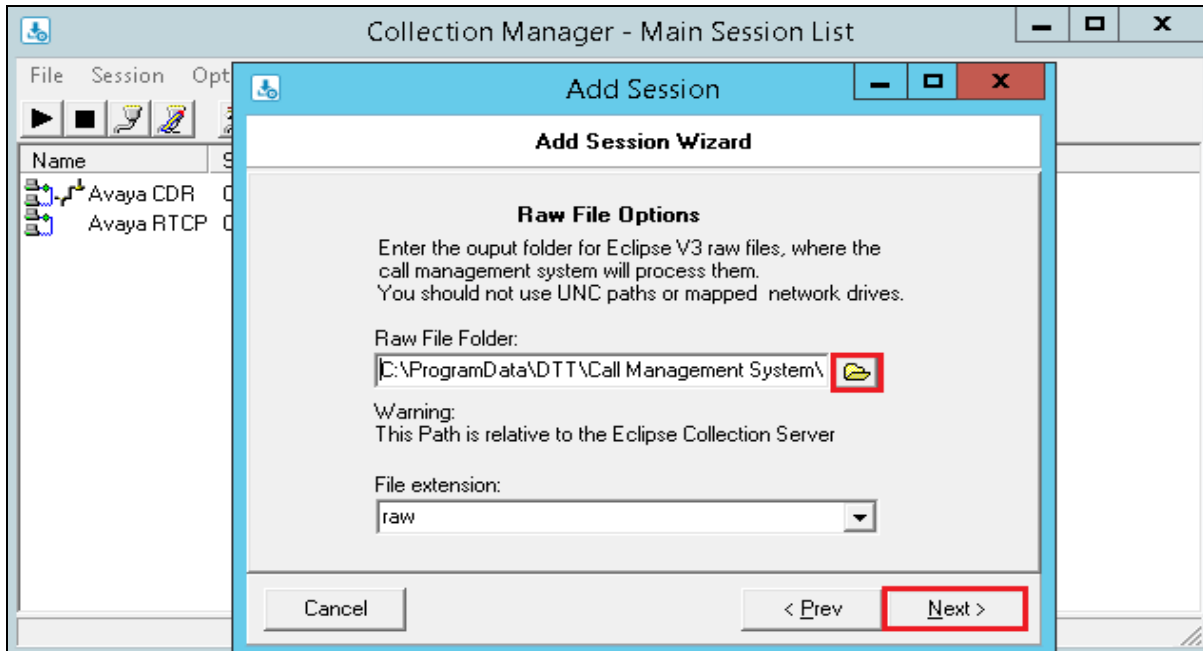 Collection Manager - Main Session List
File Session Opt
Add Session
Add Session Wizard
Name S
Avaya CDR
Avaya RTCP
Raw File Options
Enter the ouput folder for Eclipse V3 raw files, where the
call management system will process them.
You should not use UNC paths or mapped network drives.
Raw File Folder:
C:\ProgramData\DTT\Call Management System\
Warning:
This Path is relative to the Eclipse Collection Server
File extension:
raw
Cancel < Prev Next >